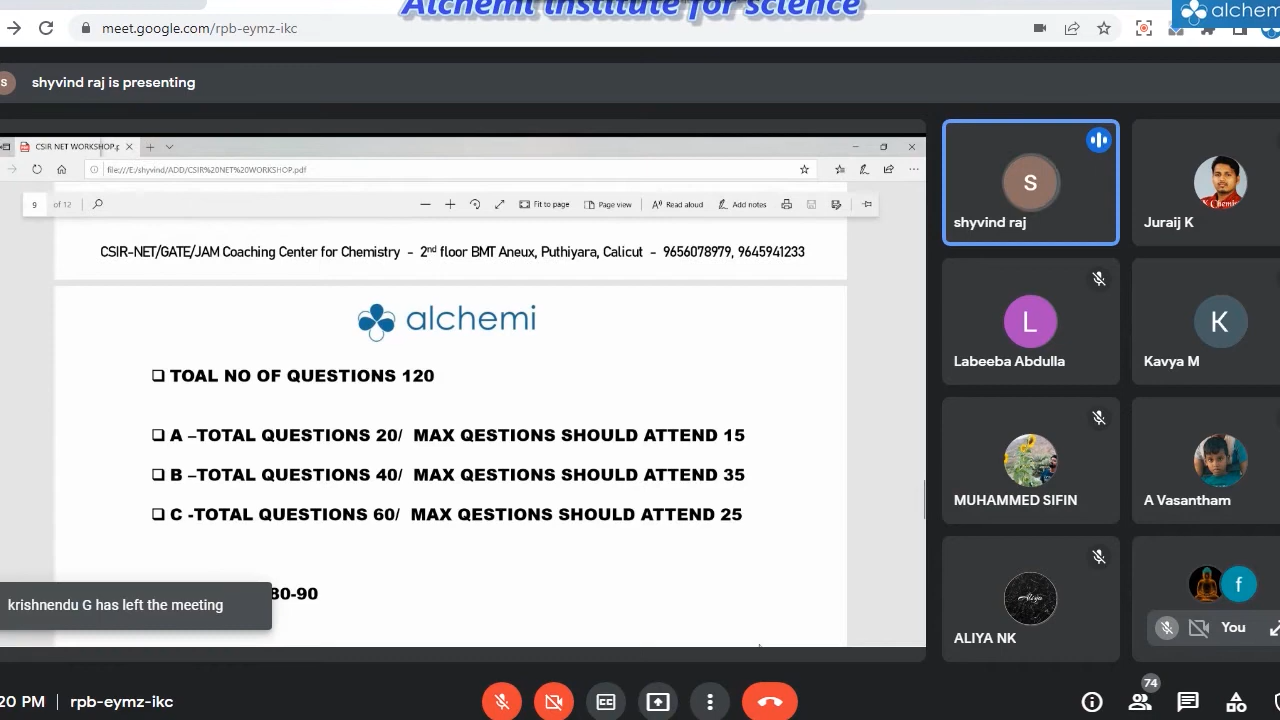 Alchemi institute for science
alchemi
meet.google.com/rpb-eymz-ikc
s
shyvind raj is presenting
CSIR NET WORKSHOP.p
file:///E:/shyvind/ADD/CSIR%20NET%20WORKSHOP.pdf
9 of 12
Fit to page
Page view
Read aloud
Add notes
CSIR-NET/GATE/JAM Coaching Center for Chemistry - 2nd floor BMT Aneux, Puthiyara, Calicut - 9656078979, 9645941233
alchemi
❑ TOAL NO OF QUESTIONS 120
❑ A –TOTAL QUESTIONS 20/ MAX QESTIONS SHOULD ATTEND 15
❑ B –TOTAL QUESTIONS 40/ MAX QESTIONS SHOULD ATTEND 35
❑ C -TOTAL QUESTIONS 60/ MAX QESTIONS SHOULD ATTEND 25
80-90
krishnendu G has left the meeting
S
shyvind raj
Juraij K
L
Labeeba Abdulla
K
Kavya M
MUHAMMED SIFIN
A Vasantham
Aliya
ALIYA NK
f
You
20 PM | rpb-eymz-ikc
CC
74